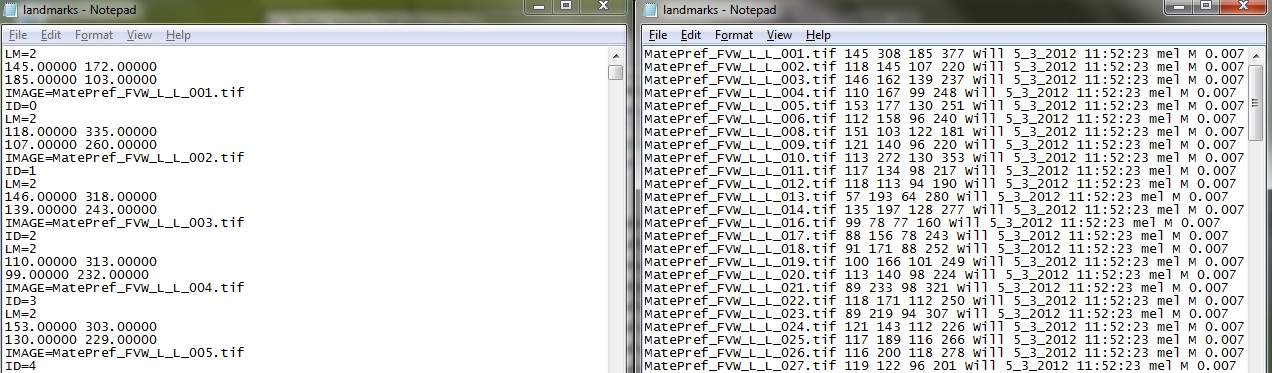 landmarks - Notepad
File Edit Format View Help
LM=2
145.00000 172.00000
185.00000 103.00000
IMAGE=MatePref_FVW_L_L_001.tif
ID=0
LM=2
118.00000 335.00000
107.00000 260.00000
IMAGE=MatePref_FVW_L_L_002.tif
ID=1
LM=2
146.00000 318.00000
139.00000 243.00000
IMAGE=MatePref_FVW_L_L_003.tif
ID=2
LM=2
110.00000 313.00000
99.00000 232.00000
IMAGE=MatePref_FVW_L_L_004.tif
ID=3
LM=2
153.00000 303.00000
130.00000 229.00000
IMAGE=MatePref_FVW_L_L_005.tif
ID=4
landmarks - Notepad
File Edit Format View Help
MatePref_FVW_L_L_001.tif 145 308 185 377 Will 5_3_2012 11:52:23 mel M 0.007
MatePref_FVW_L_L_002.tif 118 145 107 220 Will 5_3_2012 11:52:23 mel M 0.007
MatePref_FVW_L_L_003.tif 146 162 139 237 Will 5_3_2012 11:52:23 mel M 0.007
MatePref_FVW_L_L_004.tif 110 167 99 248 Will 5_3_2012 11:52:23 mel M 0.007
MatePref_FVW_L_L_005.tif 153 177 130 251 Will 5_3_2012 11:52:23 mel M 0.007
MatePref_FVW_L_L_006.tif 112 158 96 240 Will 5_3_2012 11:52:23 mel M 0.007
MatePref_FVW_L_L_008.tif 151 103 122 181 Will 5_3_2012 11:52:23 mel M 0.007
MatePref_FVW_L_L_009.tif 121 140 96 220 Will 5_3_2012 11:52:23 mel M 0.007
MatePref_FVW_L_L_010.tif 113 272 130 353 Will 5_3_2012 11:52:23 mel M 0.007
MatePref_FVW_L_L_011.tif 117 134 98 217 Will 5_3_2012 11:52:23 mel M 0.007
MatePref_FVW_L_L_012.tif 118 113 94 190 Will 5_3_2012 11:52:23 mel M 0.007
MatePref_FVW_L_L_013.tif 57 193 64 280 Will 5_3_2012 11:52:23 mel M 0.007
MatePref_FVW_L_L_014.tif 135 197 128 277 Will 5_3_2012 11:52:23 mel M 0.007
MatePref_FVW_L_L_016.tif 99 78 77 160 Will 5_3_2012 11:52:23 mel M 0.007
MatePref_FVW_L_L_017.tif 88 156 78 243 Will 5_3_2012 11:52:23 mel M 0.007
MatePref_FVW_L_L_018.tif 91 171 88 252 Will 5_3_2012 11:52:23 mel M 0.007
MatePref_FVW_L_L_019.tif 100 166 101 249 Will 5_3_2012 11:52:23 mel M 0.007
MatePref_FVW_L_L_020.tif 113 140 98 224 Will 5_3_2012 11:52:23 mel M 0.007
MatePref_FVW_L_L_021.tif 89 233 98 321 Will 5_3_2012 11:52:23 mel M 0.007
MatePref_FVW_L_L_022.tif 118 171 112 250 Will 5_3_2012 11:52:23 mel M 0.007
MatePref_FVW_L_L_023.tif 89 219 94 307 Will 5_3_2012 11:52:23 mel M 0.007
MatePref_FVW_L_L_024.tif 121 143 112 226 Will 5_3_2012 11:52:23 mel M 0.007
MatePref_FVW_L_L_025.tif 117 189 116 266 Will 5_3_2012 11:52:23 mel M 0.007
MatePref_FVW_L_L_026.tif 116 200 118 278 Will 5_3_2012 11:52:23 mel M 0.007
MatePref_FVW_L_L_027.tif 119 122 96 201 Will 5_3_2012 11:52:23 mel M 0.007